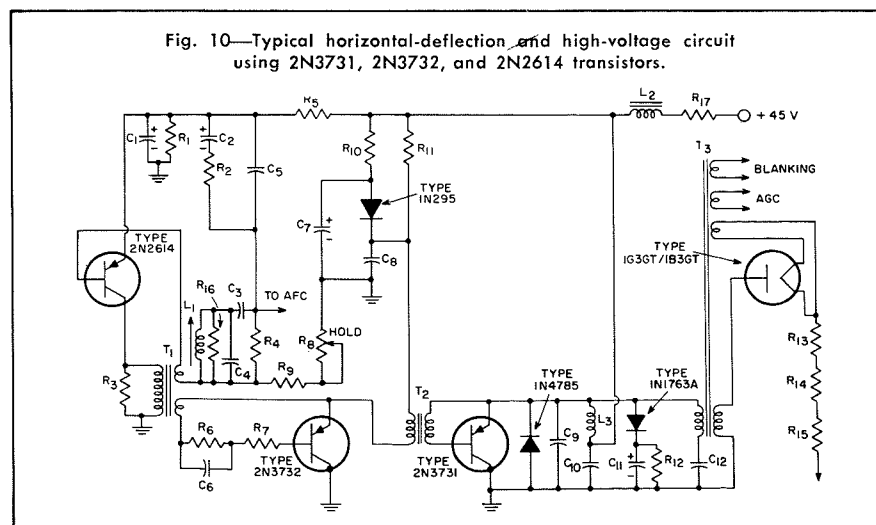 Fig. 10—Typical horizontal-deflection and high-voltage circuit
using 2N3731, 2N3732, and 2N2614 transistors.
R5
L2
R17
+ 45 V
C1
+
-
R1
C2
+
-
R2
C5
R10
R11
T3
BLANKING
AGC
TYPE
1N295
C7
+
-
C8
TYPE
1G3GT/1B3GT
TYPE
2N2614
R16
L1
C3
TO AFC
C4
R4
R9
R8
HOLD
R13
R14
R15
R3
T1
T2
TYPE
1N4785
TYPE
1N1763A
L3
C9
C10
C11
+
-
R12
C12
R6
R7
C6
TYPE
2N3732
TYPE
2N3731